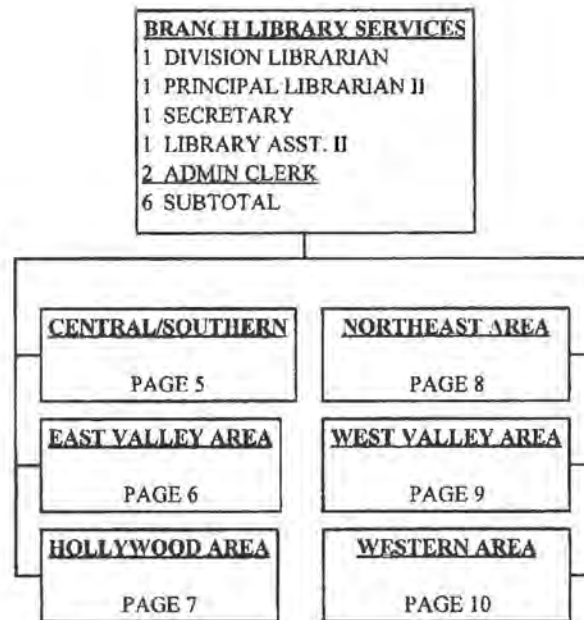 BRANCH LIBRARY SERVICES
1 DIVISION LIBRARIAN
1 PRINCIPAL LIBRARIAN II
1 SECRETARY
1 LIBRARY ASST. II
2 ADMIN CLERK
6 SUBTOTAL
CENTRAL/SOUTHERN
PAGE 5
EAST VALLEY AREA
PAGE 6
HOLLYWOOD AREA
PAGE 7
NORTHEAST AREA
PAGE 8
WEST VALLEY AREA
PAGE 9
WESTERN AREA
PAGE 10